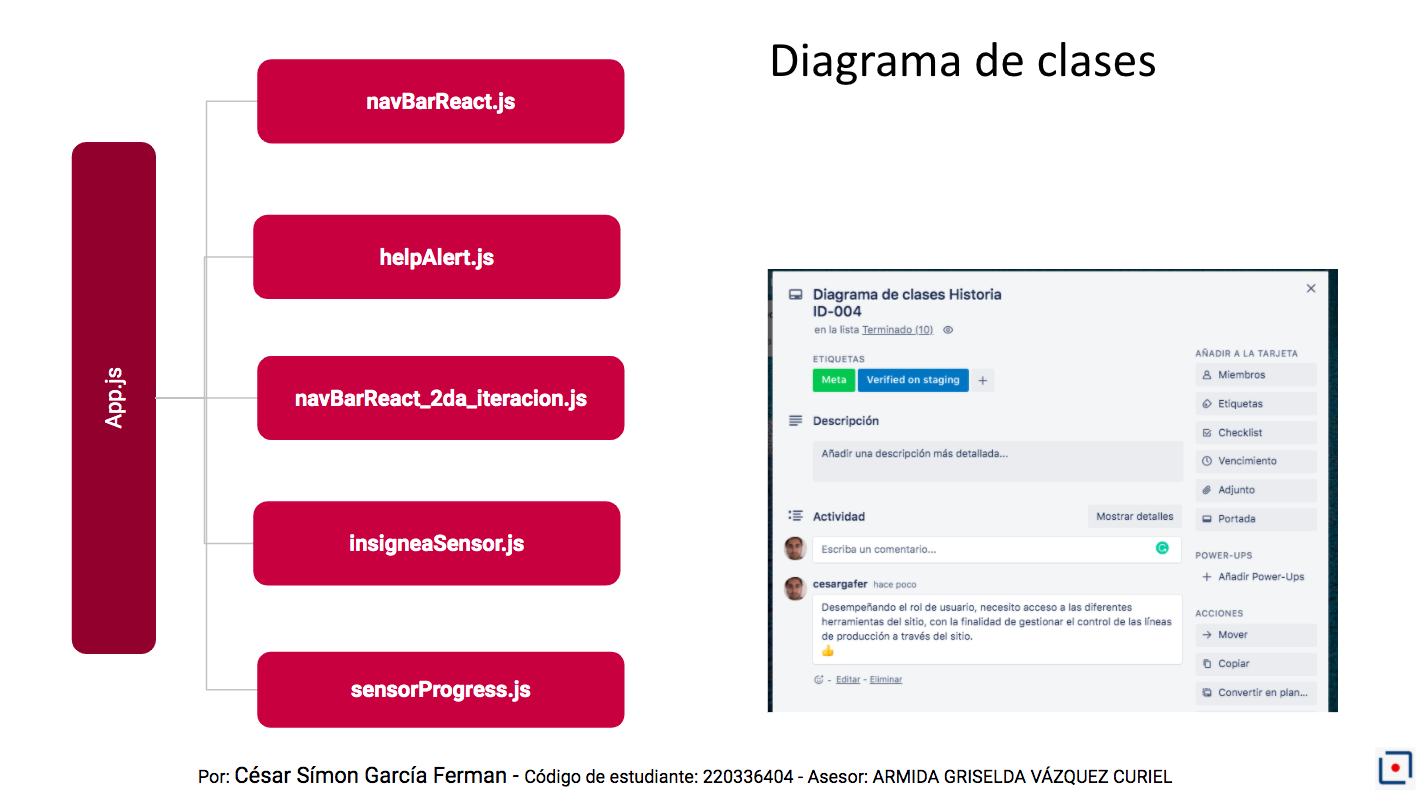 Diagrama de clases
navBarReact.js
helpAlert.js
App.js
navBarReact_2da_iteracion.js
insigneaSensor.js
sensorProgress.js
Diagrama de clases Historia
ID-004
en la lista Terminado (10)
ETIQUETAS
Meta
Verified on staging
+
Descripción
Añadir una descripción más detallada...
Actividad
Mostrar detalles
Escriba un comentario...
cesargafer hace poco
Desempeñando el rol de usuario, necesito acceso a las diferentes
herramientas del sitio, con la finalidad de gestionar el control de las líneas
de producción a través del sitio.
👍
- Editar - Eliminar
AÑADIR A LA TARJETA
Miembros
Etiquetas
Checklist
Vencimiento
Adjunto
Portada
POWER-UPS
+ Añadir Power-Ups
ACCIONES
→ Mover
Copiar
Convertir en plan...
Por: César Símon García Ferman - Código de estudiante: 220336404 - Asesor: ARMIDA GRISELDA VÁZQUEZ CURIEL